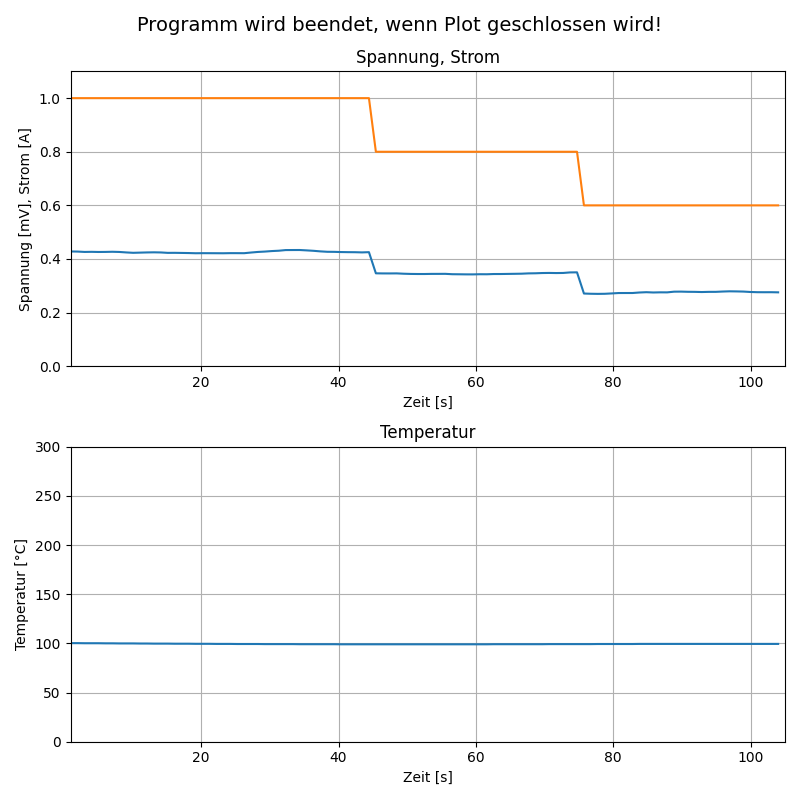 Programm wird beendet, wenn Plot geschlossen wird!
Spannung, Strom
Spannung [mV], Strom [A]
1.0
0.8
0.6
0.4
0.2
0.0
20 40 60 80 100
Zeit [s]
Temperatur
Temperatur [°C]
300
250
200
150
100
50
0
20 40 60 80 100
Zeit [s]